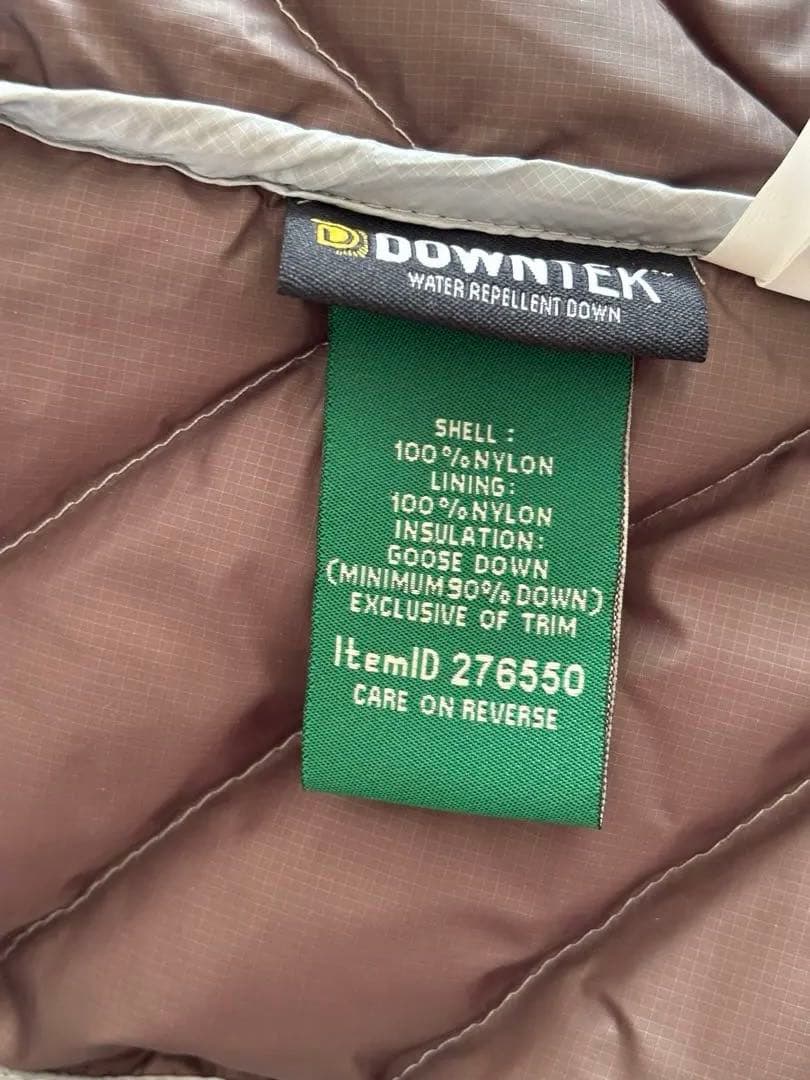 DOWNTEK™
WATER REPELLENT DOWN
SHELL :
100%NYLON
LINING:
100%NYLON
INSULATION:
GOOSE DOWN
(MINIMUM90% DOWN)
EXCLUSIVE OF TRIM
ItemID 276550
CARE ON REVERSE